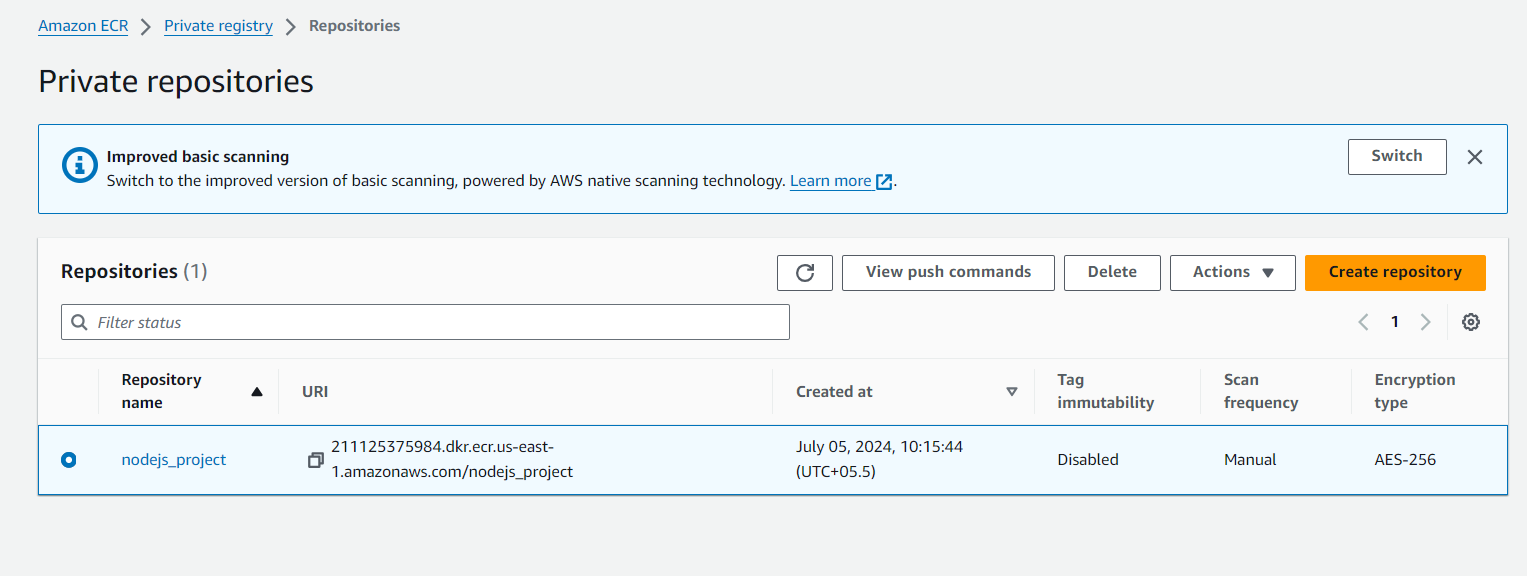 Amazon ECR > Private registry > Repositories
Private repositories
Improved basic scanning
Switch to the improved version of basic scanning, powered by AWS native scanning technology. Learn more.
Switch
Repositories (1)
View push commands
Delete
Actions
Create repository
Filter status
1
Repository
name
URI
Created at
Tag
immutability
Scan
frequency
Encryption
type
nodejs_project
211125375984.dkr.ecr.us-east-
1.amazonaws.com/nodejs_project
July 05, 2024, 10:15:44
(UTC+05.5)
Disabled
Manual
AES-256